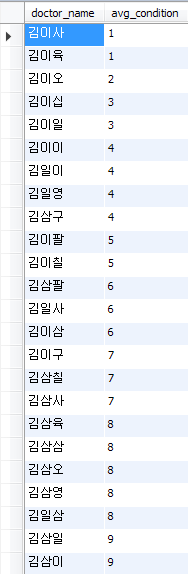 doctor_name avg_condition
김이사 1
김이육 1
김이오 2
김이십 3
김이일 3
김이이 4
김일이 4
김일영 4
김삼구 4
김이팔 5
김이칠 5
김삼팔 6
김일사 6
김이삼 6
김이구 7
김삼칠 7
김삼사 7
김삼육 8
김삼삼 8
김삼오 8
김삼영 8
김일삼 8
김삼일 9
김삼이 9